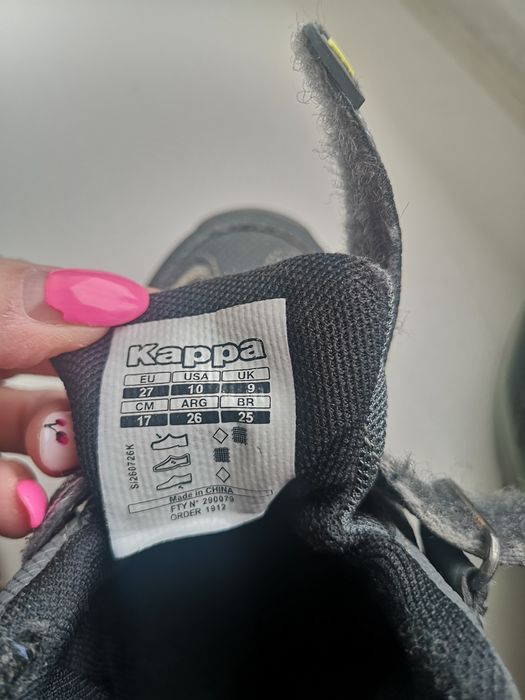 Kappa
EU USA UK
27 10 9
CM ARG BR
17 26 25
S/260726K
Made in CHINA
FTY N° 290079
ORDER 1912